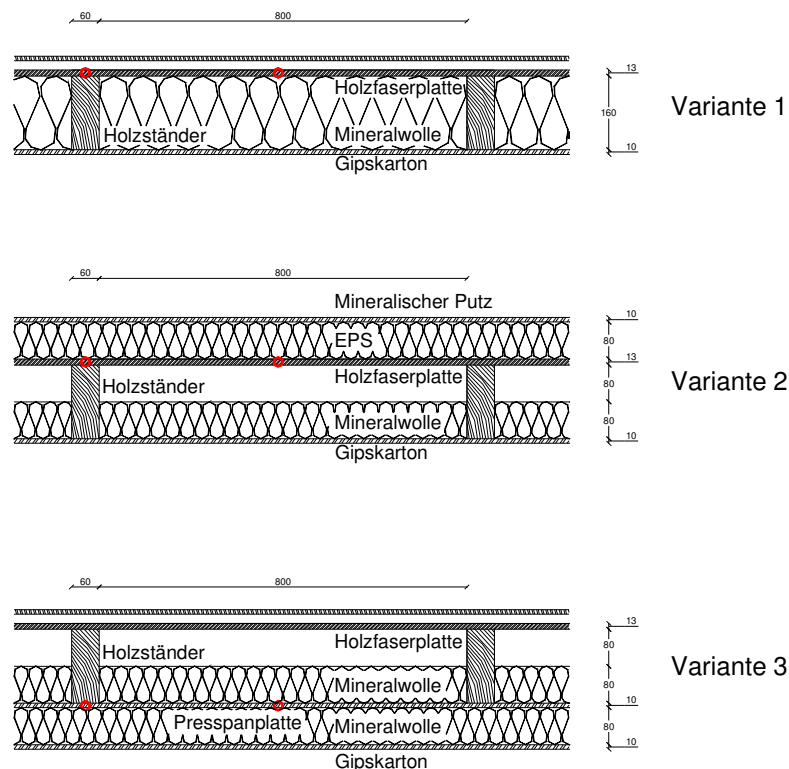 60 800
13
Holzfaserplatte
160
Variante 1
Holzständer Mineralwolle
10
Gipskarton
60 800
Mineralischer Putz
10
EPS
80
13
Holzständer Holzfaserplatte
80
Variante 2
Mineralwolle
80
10
Gipskarton
60 800
13
Holzständer Holzfaserplatte
80
Variante 3
Mineralwolle
80
10
Presspanplatte Mineralwolle
80
10
Gipskarton